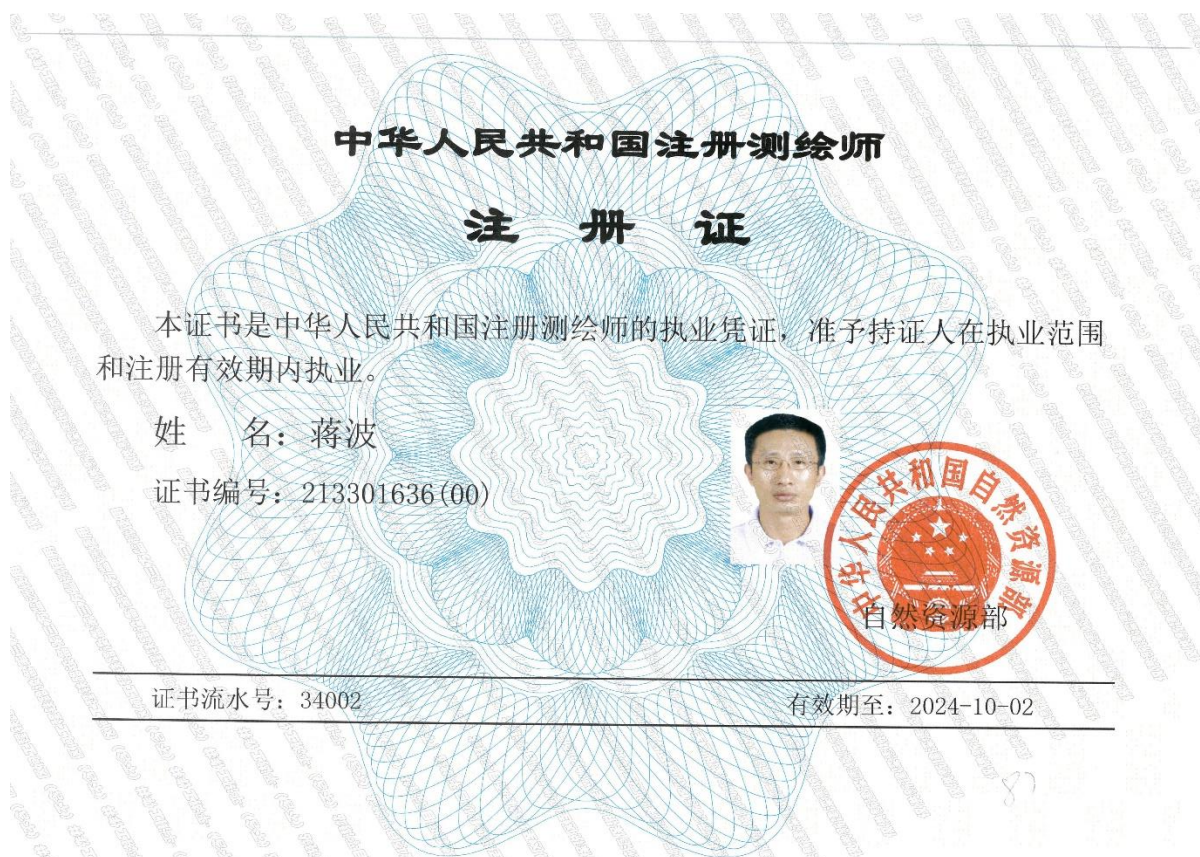 中华人民共和国注册测绘师
注 册 证
本证书是中华人民共和国注册测绘师的执业凭证，准予持证人在执业范围
和注册有效期内执业。
姓 名：蒋波
证书编号：213301636(00)
中华人民共和国自然资源部
自然资源部
证书流水号：34002
有效期至：2024-10-02